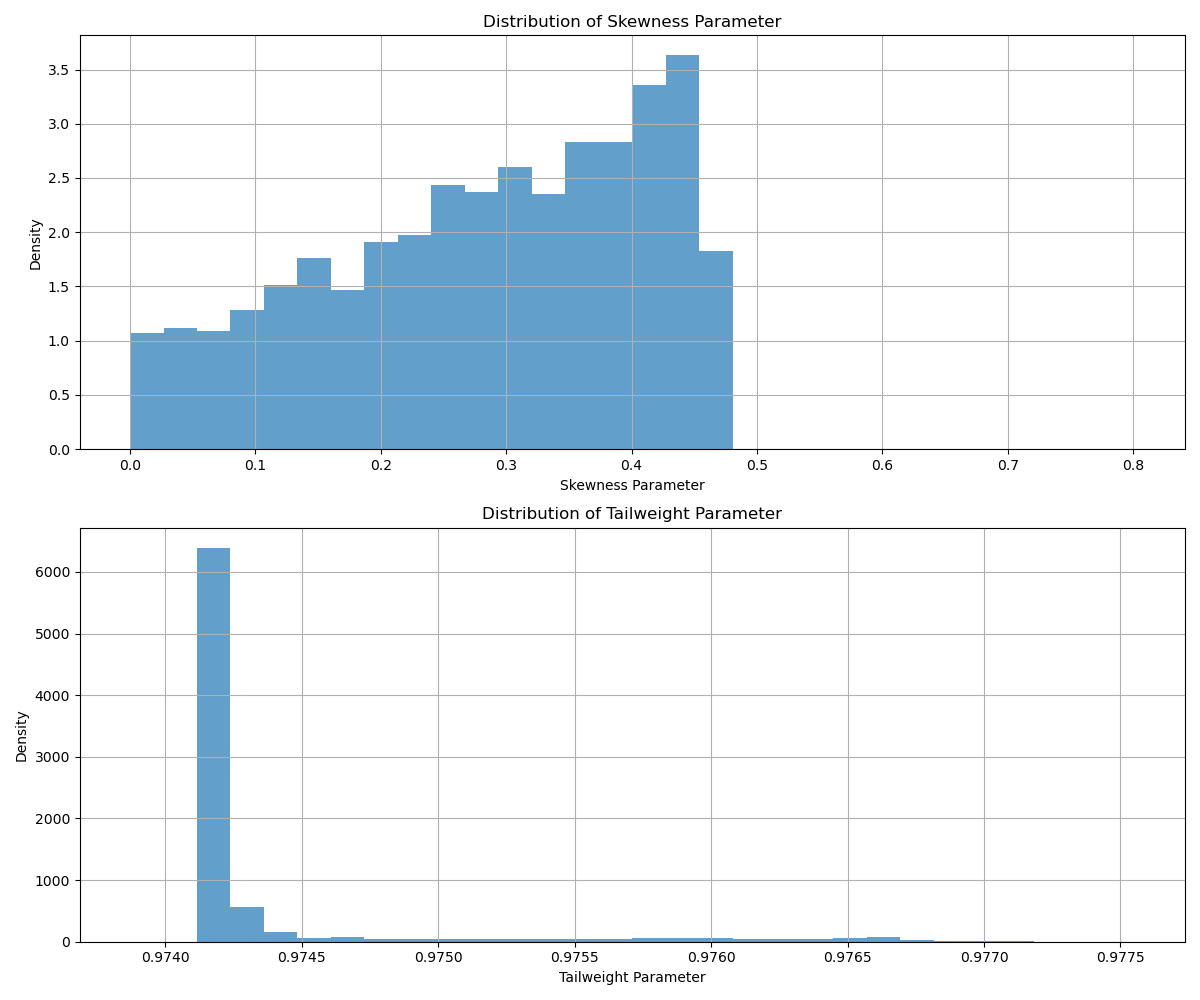 Distribution of Skewness Parameter
Density
3.5
3.0
2.5
2.0
1.5
1.0
0.5
0.0
0.0 0.1 0.2 0.3 0.4 0.5 0.6 0.7 0.8
Skewness Parameter
Distribution of Tailweight Parameter
Density
6000
5000
4000
3000
2000
1000
0
0.9740 0.9745 0.9750 0.9755 0.9760 0.9765 0.9770 0.9775
Tailweight Parameter